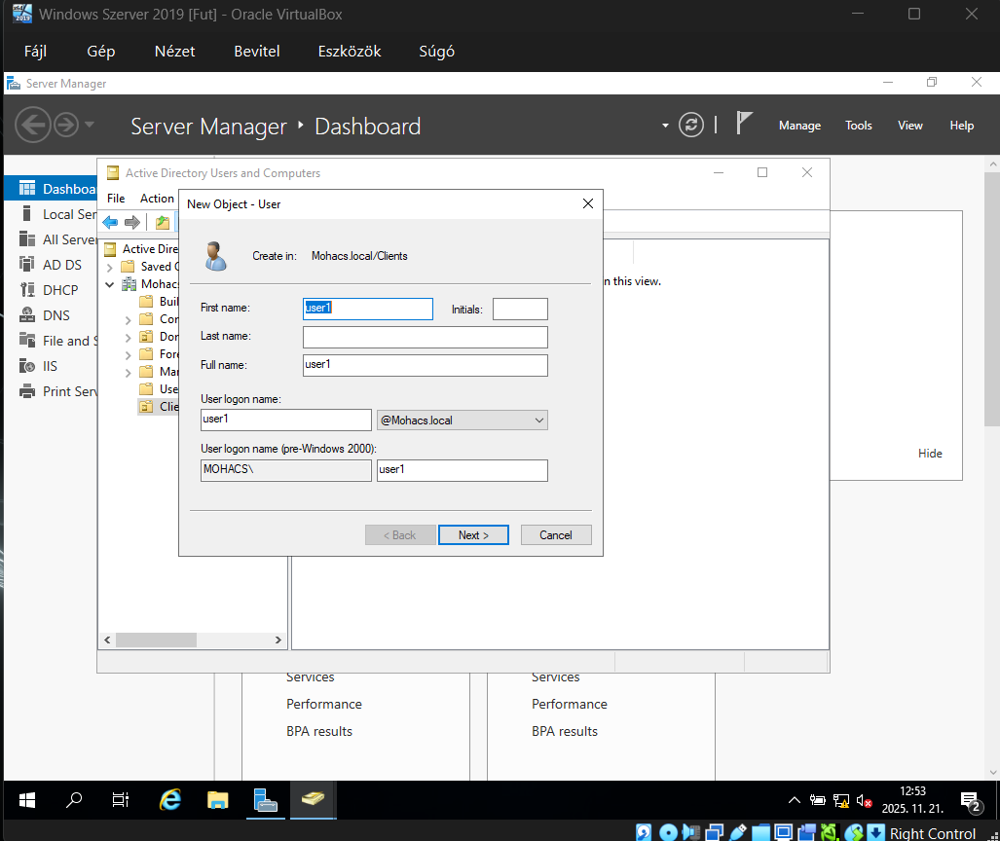 Windows Szerver 2019 [Fut] - Oracle VirtualBox
Fájl Gép Nézet Bevitel Eszközök Súgó
Server Manager
Server Manager Dashboard
Manage Tools View Help
Active Directory Users and Computers
File Action
Dashboa
Local Ser
All Server
AD DS
DHCP
DNS
File and S
IIS
Print Serv
Active Dire
Saved
Mohacs
Buil
Con
Dom
Fore
Man
Use
Clie
n this view.
New Object - User
Create in: Mohacs.local/Clients
First name: user1 Initials:
Last name:
Full name: user1
User logon name:
user1 @Mohacs.local
User logon name (pre-Windows 2000):
MOHACS\ user1
< Back Next > Cancel
Hide
Services Services
Performance Performance
BPA results BPA results
12:53
2025. 11. 21.
2
Right Control